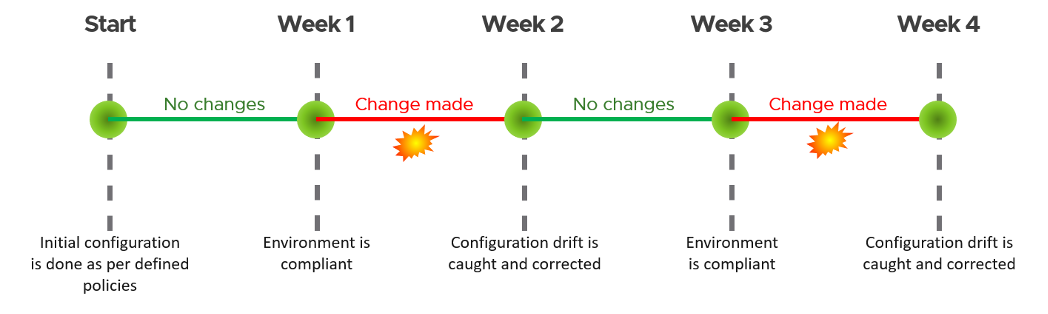 Start
Week 1
Week 2
Week 3
Week 4
No changes
Change made
No changes
Change made
Initial configuration
is done as per defined
policies
Environment is
compliant
Configuration drift is
caught and corrected
Environment
is compliant
Configuration drift is
caught and corrected